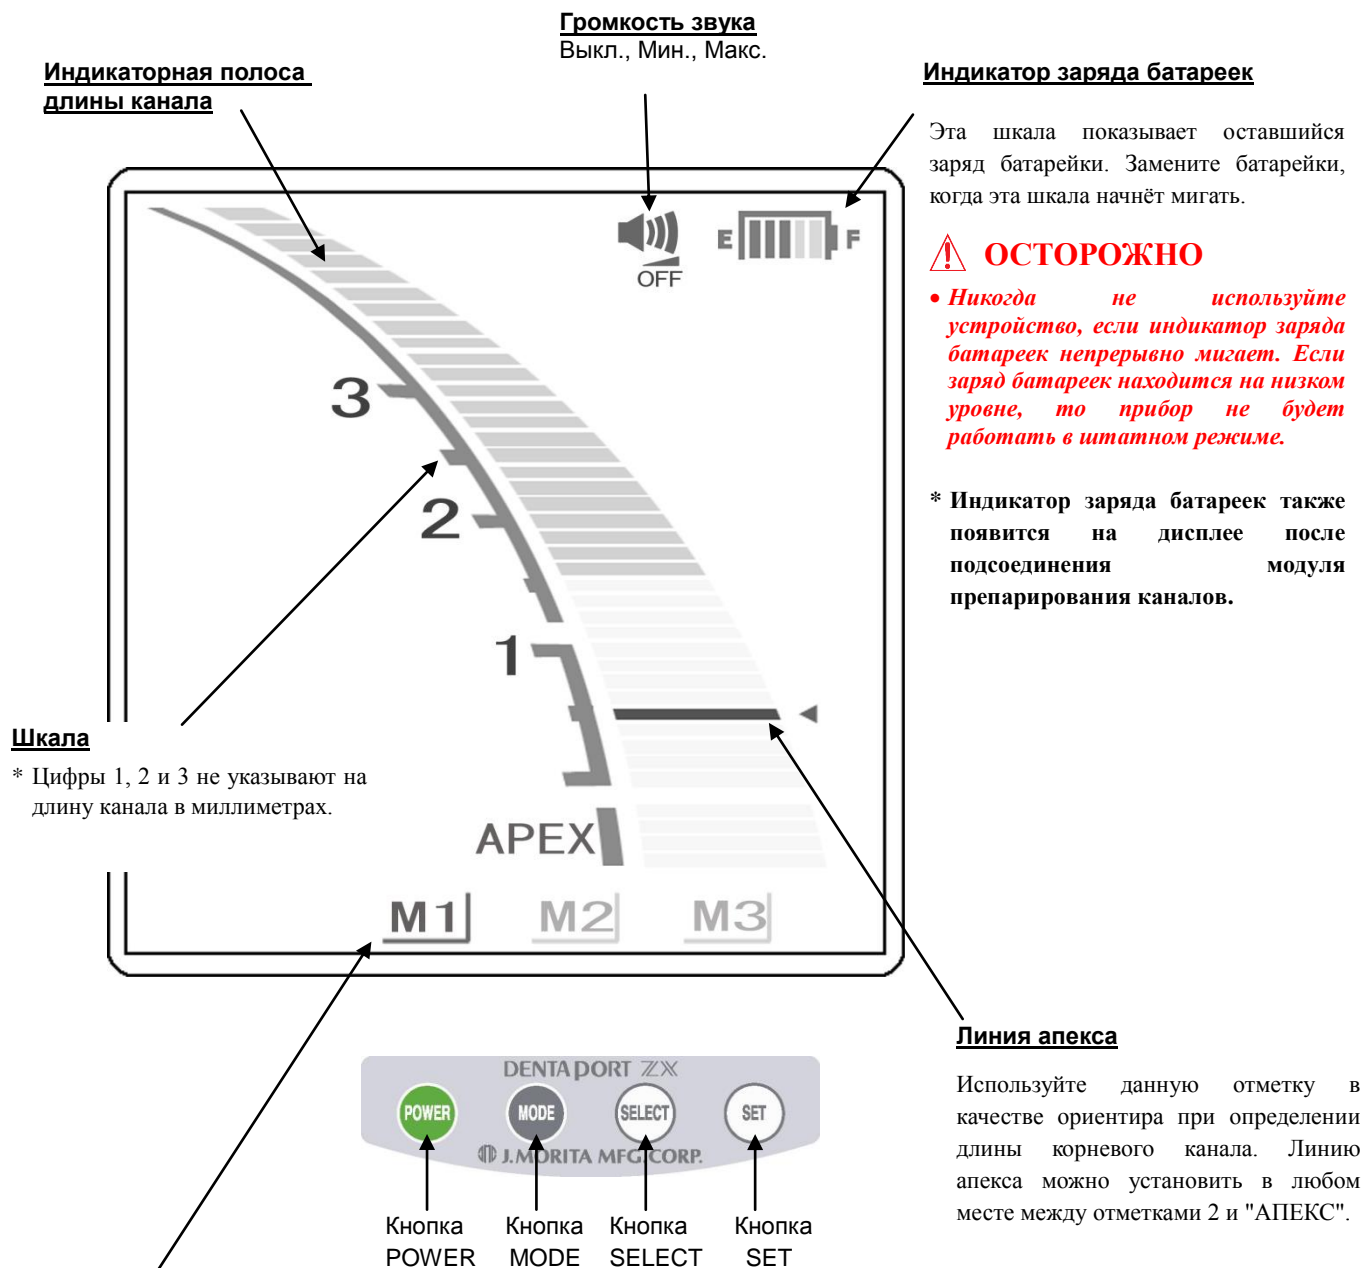 Громкость звука
Выкл., Мин., Макс.
Индикаторная полоса
длины канала
Индикатор заряда батареек
Эта шкала показывает оставшийся
заряд батарейки. Замените батарейки,
когда эта шкала начнёт мигать.
ОСТОРОЖНО
• Никогда не используйте
устройство, если индикатор заряда
батареек непрерывно мигает. Если
заряд батареек находится на низком
уровне, то прибор не будет
работать в штатном режиме.
* Индикатор заряда батареек также
появится на дисплее после
подсоединения модуля
препарирования каналов.
E F
OFF
3
2
1
APEX
M1 M2 M3
Шкала
* Цифры 1, 2 и 3 не указывают на
длину канала в миллиметрах.
Линия апекса
Используйте данную отметку в
качестве ориентира при определении
длины корневого канала. Линию
апекса можно установить в любом
месте между отметками 2 и "АПЕКС".
DENTAPORT ZX
POWER MODE SELECT SET
J. MORITA MFG. CORP.
Кнопка Кнопка Кнопка Кнопка
POWER MODE SELECT SET